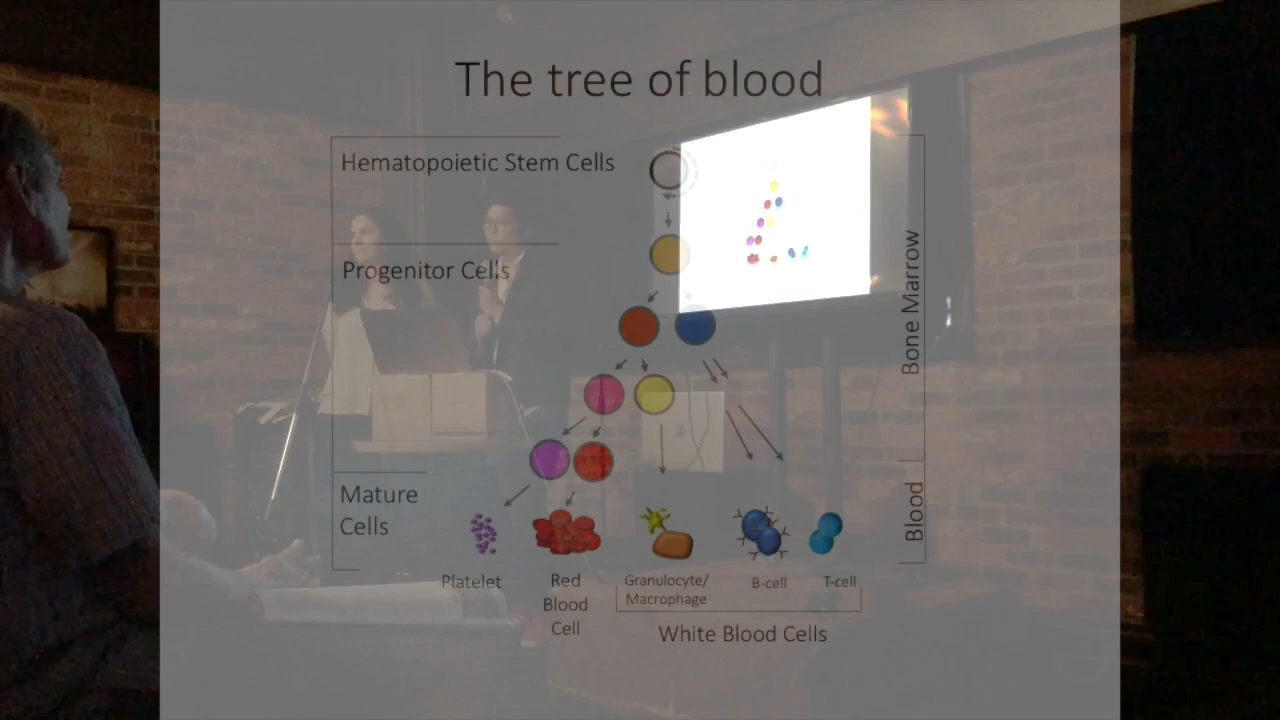 The tree of blood
Hematopoietic Stem Cells
Progenitor Cells
Bone Marrow
Mature
Cells
Blood
Platelet
Red
Blood
Cell
Granulocyte/
Macrophage
B-cell
T-cell
White Blood Cells